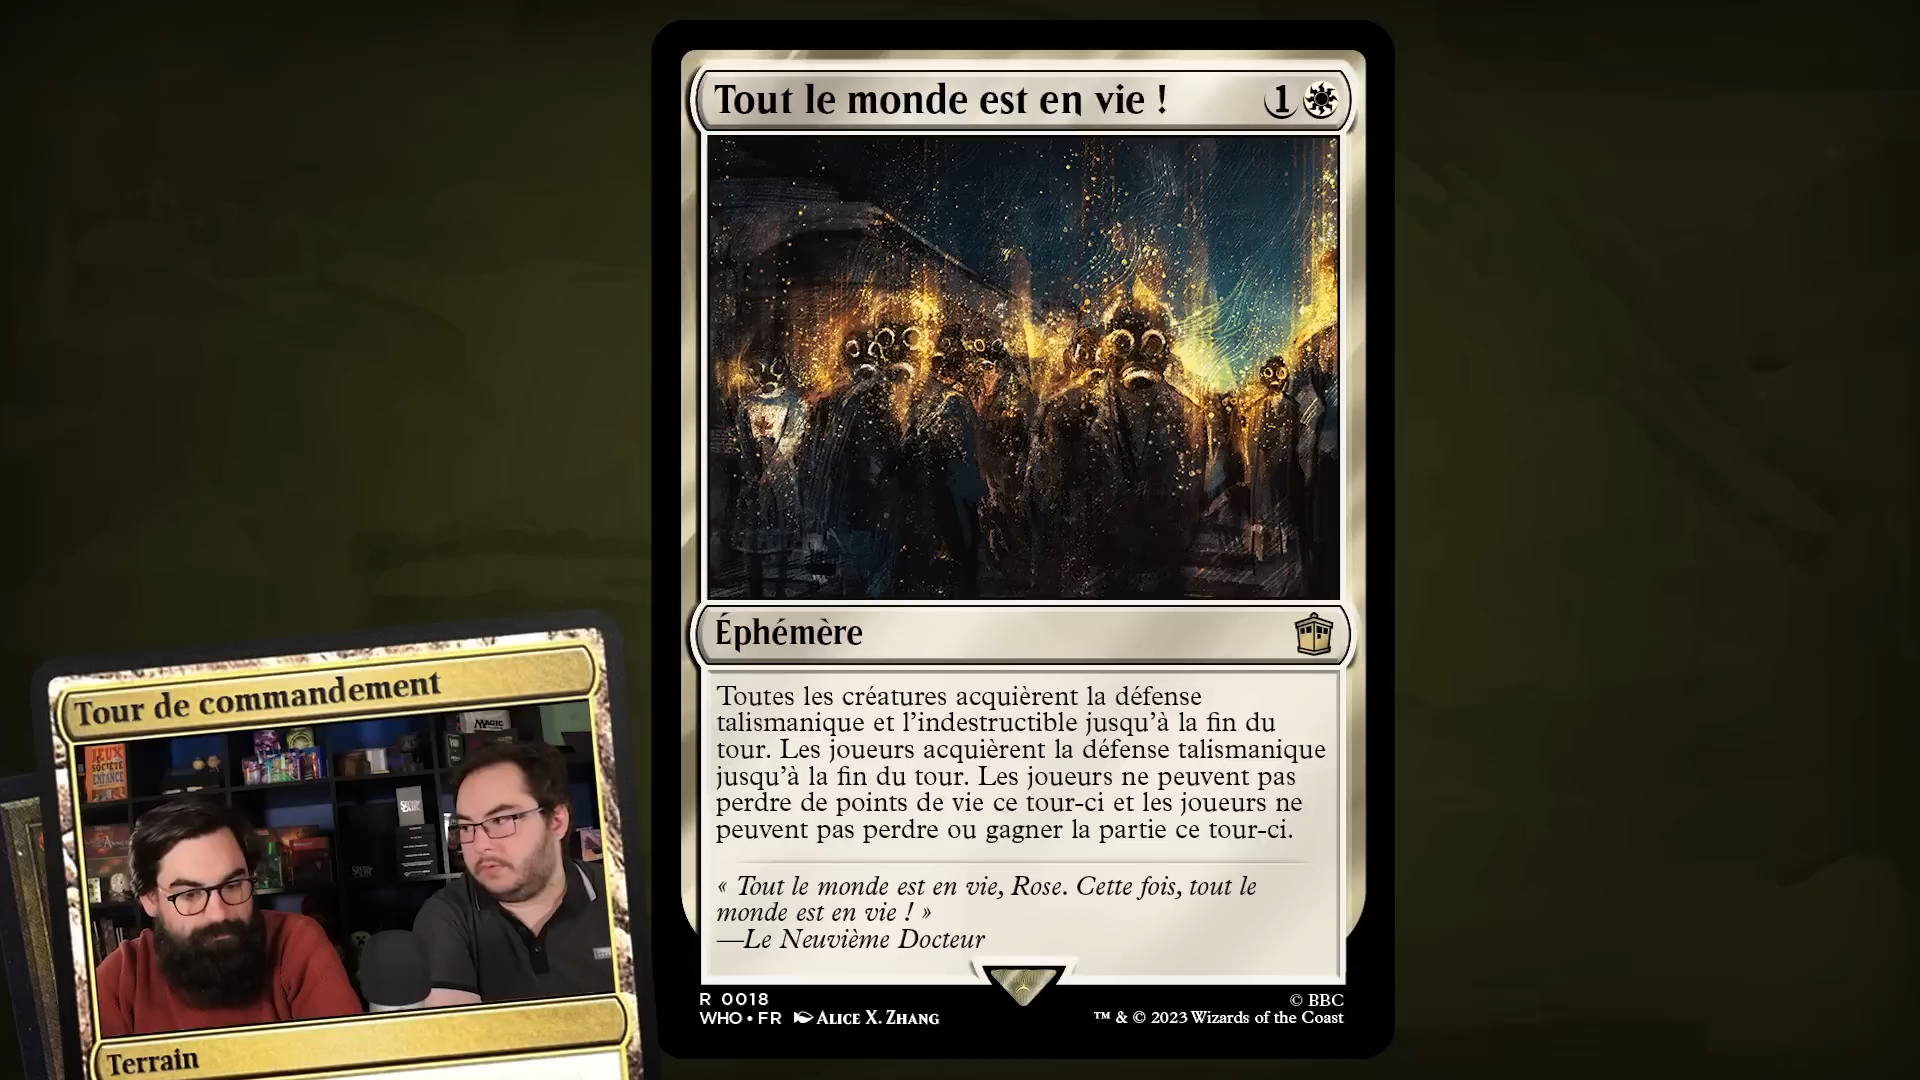 Tout le monde est en vie !
1
Éphémère
Toutes les créatures acquièrent la défense
talismanique et l'indestructible jusqu'à la fin du
tour. Les joueurs acquièrent la défense talismanique
jusqu'à la fin du tour. Les joueurs ne peuvent pas
perdre de points de vie ce tour-ci et les joueurs ne
peuvent pas perdre ou gagner la partie ce tour-ci.
« Tout le monde est en vie, Rose. Cette fois, tout le
monde est en vie ! »
—Le Neuvième Docteur
R 0018
WHO • FR ALICE X. ZHANG
© BBC
™ & © 2023 Wizards of the Coast
Tour de commandement
MAGIC
JEUX
SOCIÉTÉ
ENFANCE
Terrain